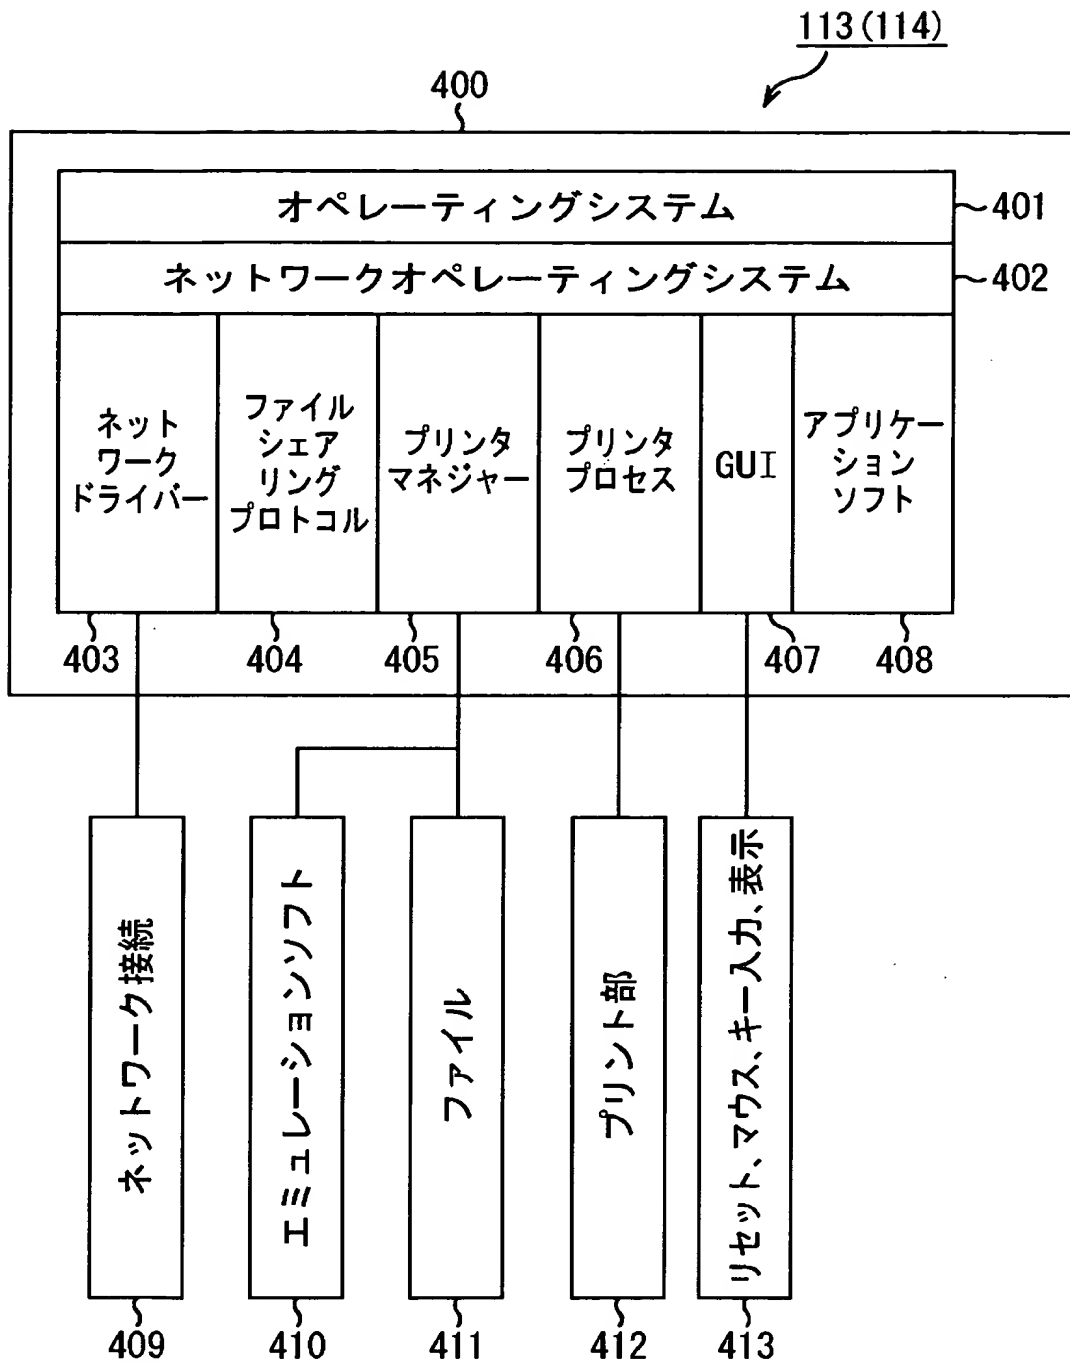 113(114)
400
オペレーティングシステム
401
ネットワークオペレーティングシステム
402
ネット
ワーク
ドライバー
ファイル
シェア
リング
プロトコル
プリンタ
マネジャー
プリンタ
プロセス
GUI
アプリケー
ション
ソフト
403
404
405
406
407
408
ネットワーク接続
エミュレーションソフト
ファイル
プリント部
リセット、マウス、キー入力、表示
409
410
411
412
413